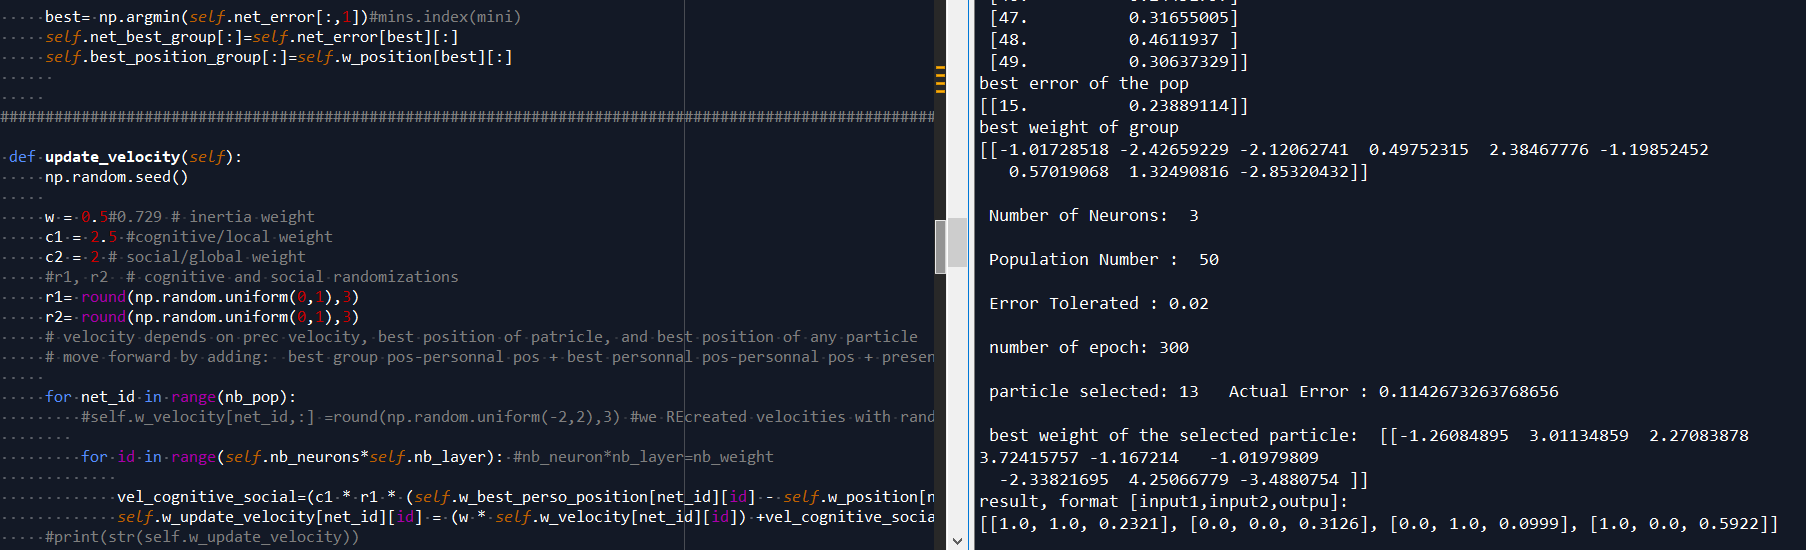 best= np.argmin(self.net_error[:,1])#mins.index(mini)
self.net_best_group[:]=self.net_error[best][:]
self.best_position_group[:]=self.w_position[best][:]
########################################################################################################
def update_velocity(self):
np.random.seed()
w = 0.5#0.729 # inertia weight
c1 = 2.5 #cognitive/local weight
c2 = 2 # social/global weight
#r1, r2 # cognitive and social randomizations
r1= round(np.random.uniform(0,1),3)
r2= round(np.random.uniform(0,1),3)
# velocity depends on prec velocity, best position of patricle, and best position of any particle
# move forward by adding: best group pos-personnal pos + best personnal pos-personnal pos + presen
for net_id in range(nb_pop):
#self.w_velocity[net_id,:] =round(np.random.uniform(-2,2),3) #we REcreated velocities with rand
for id in range(self.nb_neurons*self.nb_layer): #nb_neuron*nb_layer=nb_weight
vel_cognitive_social=(c1 * r1 * (self.w_best_perso_position[net_id][id] - self.w_position[n
self.w_update_velocity[net_id][id] = (w * self.w_velocity[net_id][id]) +vel_cognitive_socia
#print(str(self.w_update_velocity))
[47. 0.31655005]
[48. 0.4611937 ]
[49. 0.30637329]]
best error of the pop
[[15. 0.23889114]]
best weight of group
[[-1.01728518 -2.42659229 -2.12062741 0.49752315 2.38467776 -1.19852452
0.57019068 1.32490816 -2.85320432]]
Number of Neurons: 3
Population Number : 50
Error Tolerated : 0.02
number of epoch: 300
particle selected: 13 Actual Error : 0.1142673263768656
best weight of the selected particle: [[-1.26084895 3.01134859 2.27083878
3.72415757 -1.167214 -1.01979809
-2.33821695 4.25066779 -3.4880754 ]]
result, format [input1,input2,outpu]:
[[1.0, 1.0, 0.2321], [0.0, 0.0, 0.3126], [0.0, 1.0, 0.0999], [1.0, 0.0, 0.5922]]